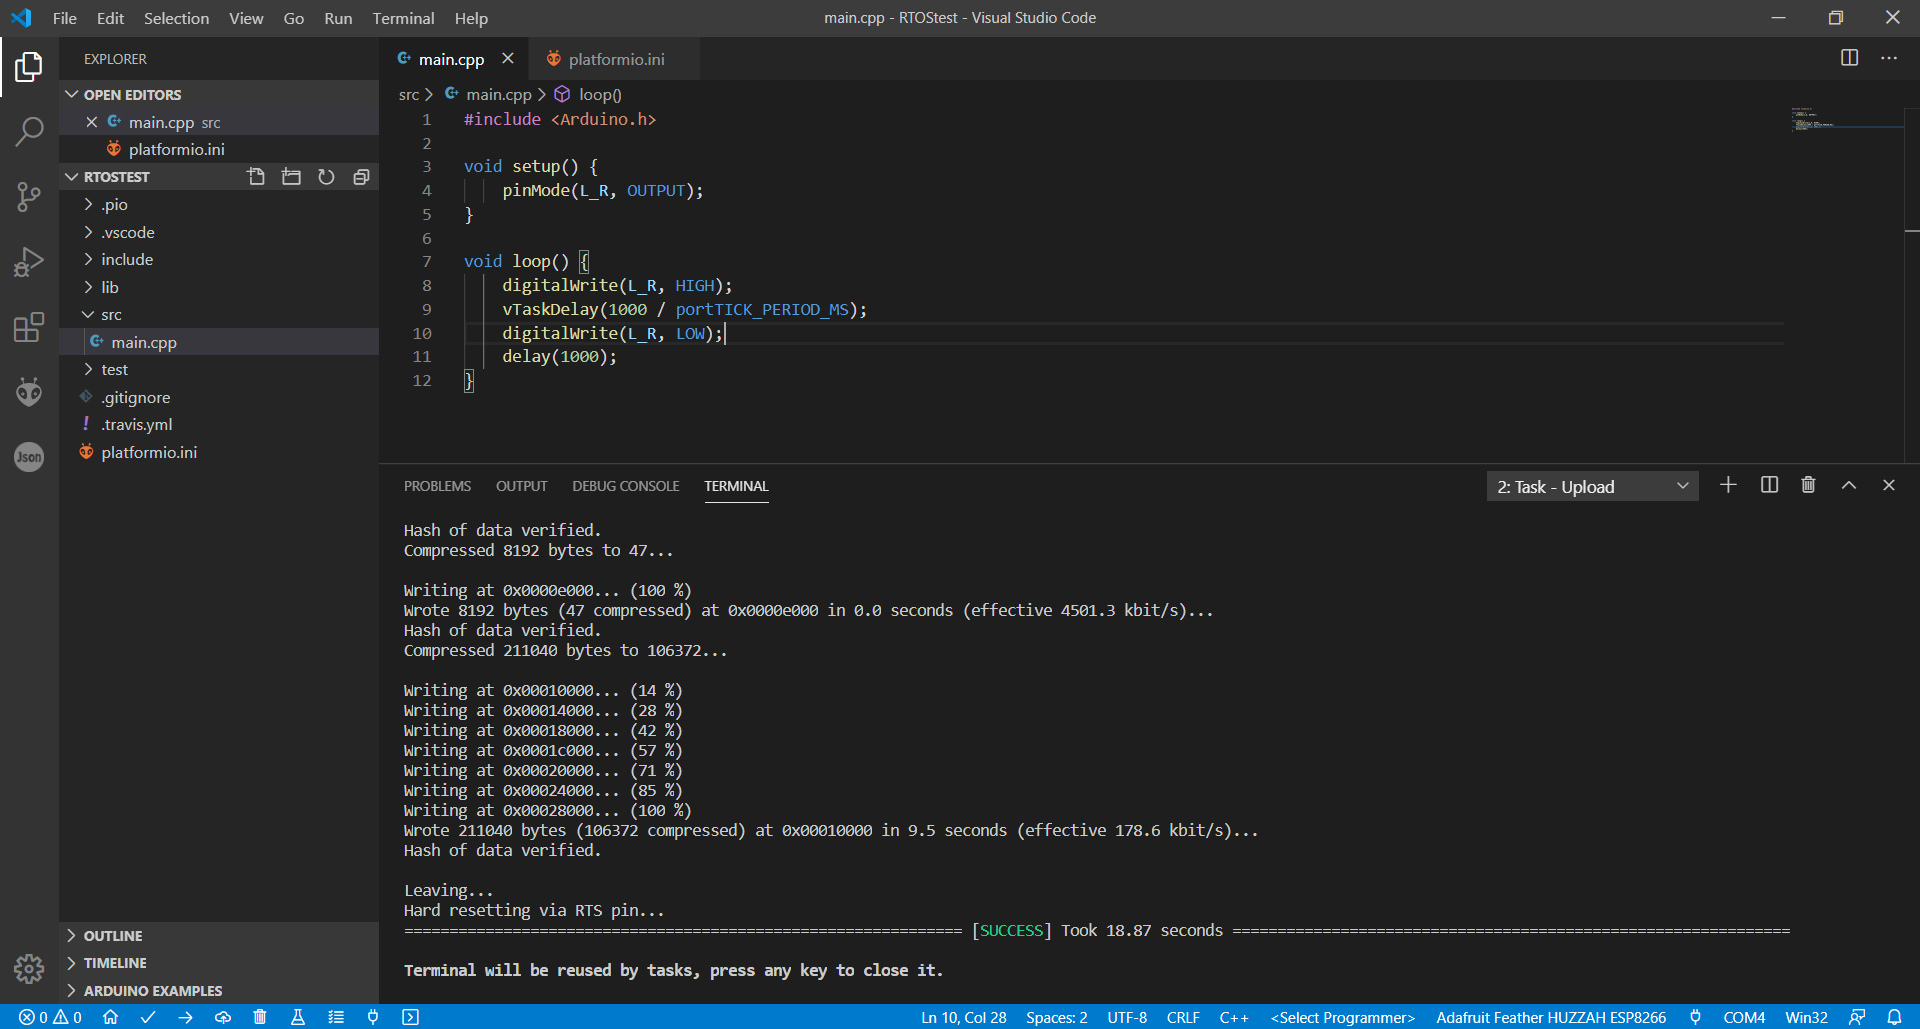 File Edit Selection View Go Run Terminal Help
main.cpp - RTOStest - Visual Studio Code
EXPLORER
OPEN EDITORS
main.cpp src
platformio.ini
RTOSTEST
.pio
.vscode
include
lib
src
main.cpp
test
.gitignore
! .travis.yml
platformio.ini
OUTLINE
TIMELINE
ARDUINO EXAMPLES
Json
main.cpp
platformio.ini
src > main.cpp > loop()
1 #include <Arduino.h>
2
3 void setup() {
4 pinMode(L_R, OUTPUT);
5 }
6
7 void loop() {
8 digitalWrite(L_R, HIGH);
9 vTaskDelay(1000 / portTICK_PERIOD_MS);
10 digitalWrite(L_R, LOW);
11 delay(1000);
12 }
PROBLEMS OUTPUT DEBUG CONSOLE TERMINAL
2: Task - Upload
Hash of data verified.
Compressed 8192 bytes to 47...
Writing at 0x0000e000... (100 %)
Wrote 8192 bytes (47 compressed) at 0x0000e000 in 0.0 seconds (effective 4501.3 kbit/s)...
Hash of data verified.
Compressed 211040 bytes to 106372...
Writing at 0x00010000... (14 %)
Writing at 0x00014000... (28 %)
Writing at 0x00018000... (42 %)
Writing at 0x0001c000... (57 %)
Writing at 0x00020000... (71 %)
Writing at 0x00024000... (85 %)
Writing at 0x00028000... (100 %)
Wrote 211040 bytes (106372 compressed) at 0x00010000 in 9.5 seconds (effective 178.6 kbit/s)...
Hash of data verified.
Leaving...
Hard resetting via RTS pin...
============================================================== [SUCCESS] Took 18.87 seconds ==============================================================
Terminal will be reused by tasks, press any key to close it.
0 0
Ln 10, Col 28 Spaces: 2 UTF-8 CRLF C++ <Select Programmer> Adafruit Feather HUZZAH ESP8266 COM4 Win32